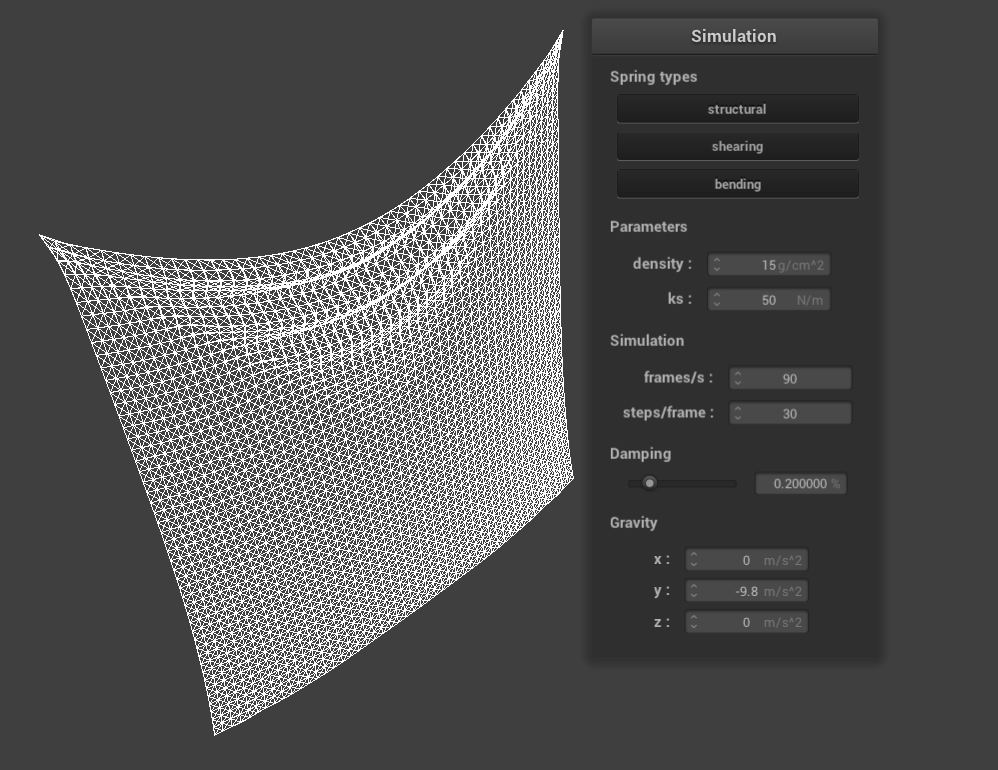 Simulation
Spring types
structural
shearing
bending
Parameters
density : 15 g/cm^2
ks : 50 N/m
Simulation
frames/s : 90
steps/frame : 30
Damping
0.200000 %
Gravity
x : 0 m/s^2
y : -9.8 m/s^2
z : 0 m/s^2